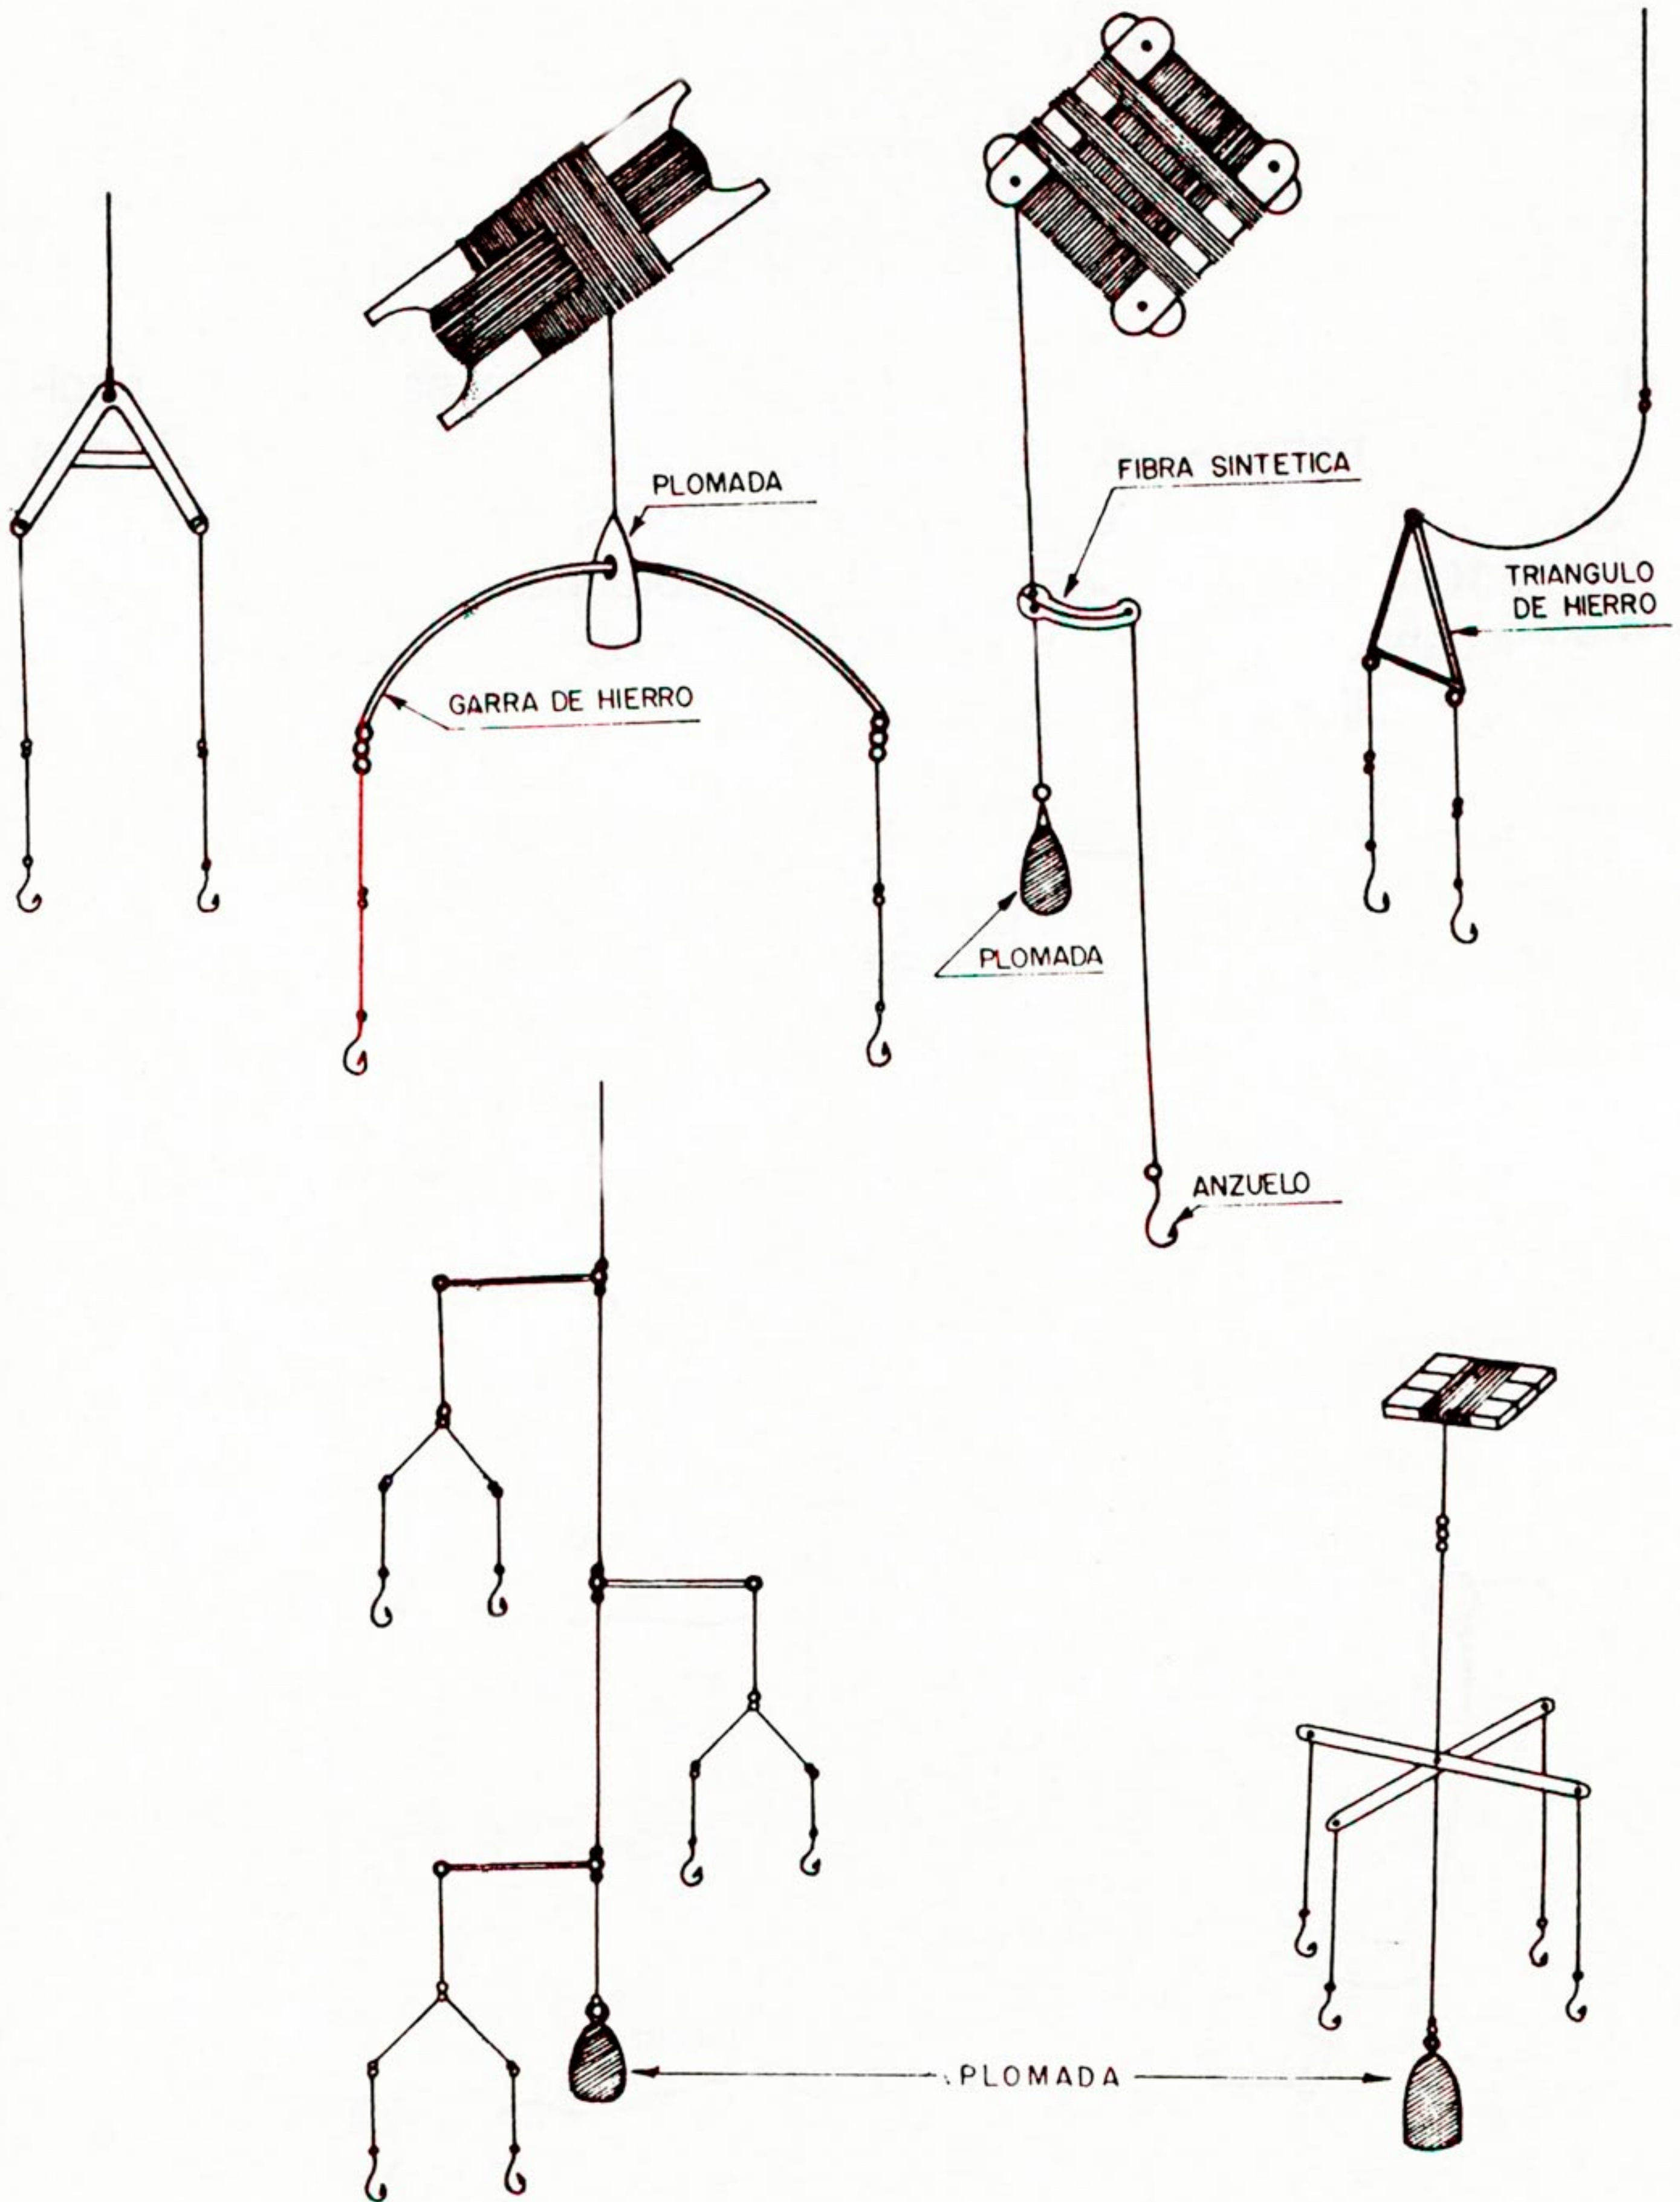 PLOMADA
FIBRA SINTETICA
TRIANGULO
DE HIERRO
GARRA DE HIERRO
PLOMADA
ANZUELO
PLOMADA